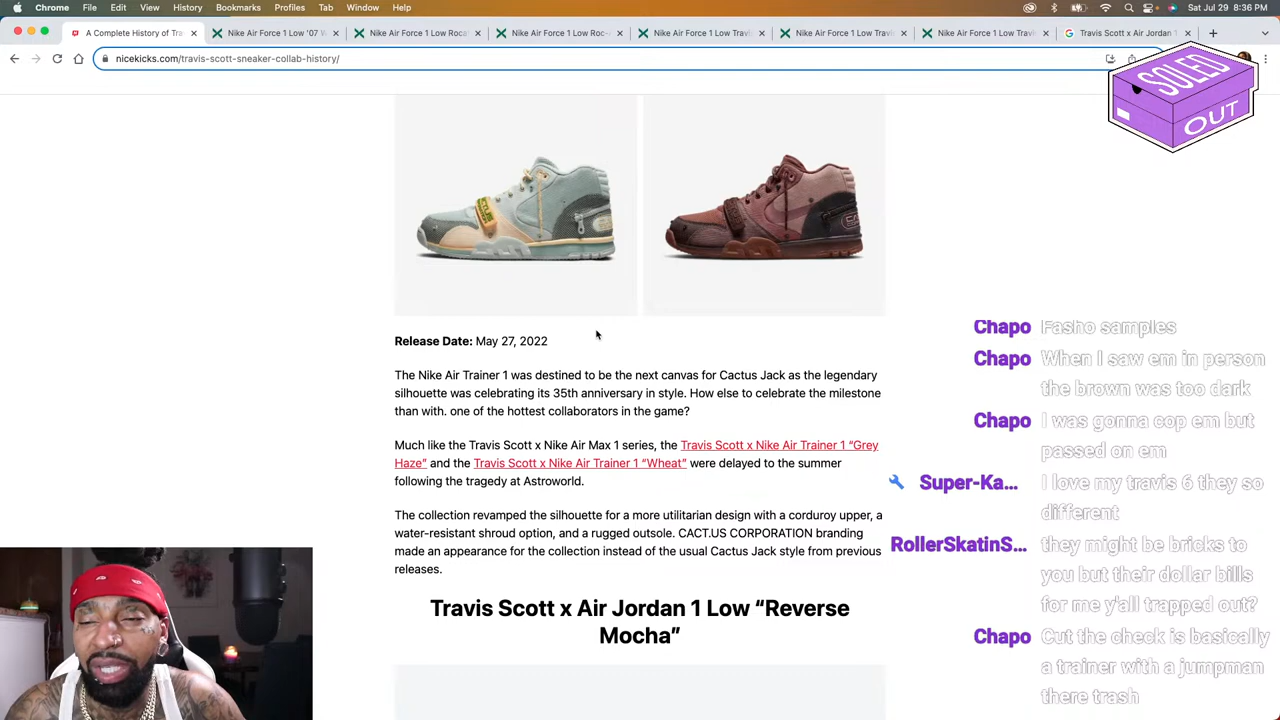 Chrome File Edit View History Bookmarks Profiles Tab Window Help
Sat Jul 29 8:36 PM
A Complete History of Tra
Nike Air Force 1 Low '07 W
Nike Air Force 1 Low Roca
Nike Air Force 1 Low Roc-
Nike Air Force 1 Low Travi
Nike Air Force 1 Low Travi
Nike Air Force 1 Low Travi
Travis Scott x Air Jordan 1
nicekicks.com/travis-scott-sneaker-collab-history/
SOLED
OUT
Release Date: May 27, 2022
The Nike Air Trainer 1 was destined to be the next canvas for Cactus Jack as the legendary
silhouette was celebrating its 35th anniversary in style. How else to celebrate the milestone
than with. one of the hottest collaborators in the game?
Much like the Travis Scott x Nike Air Max 1 series, the Travis Scott x Nike Air Trainer 1 “Grey
Haze” and the Travis Scott x Nike Air Trainer 1 “Wheat” were delayed to the summer
following the tragedy at Astroworld.
The collection revamped the silhouette for a more utilitarian design with a corduroy upper, a
water-resistant shroud option, and a rugged outsole. CACT.US CORPORATION branding
made an appearance for the collection instead of the usual Cactus Jack style from previous
releases.
Travis Scott x Air Jordan 1 Low “Reverse
Mocha”
Chapo Fasho samples
Chapo When I saw em in person
the brown was too dark
Chapo I was gonna cop em but
passed on em
Super-Ka... I love my travis 6 they so
different
RollerSkatinS... they might be bricks to
you but their dollar bills
for me y'all trapped out?
Chapo Cut the check is basically
a trainer with a jumpman
there trash